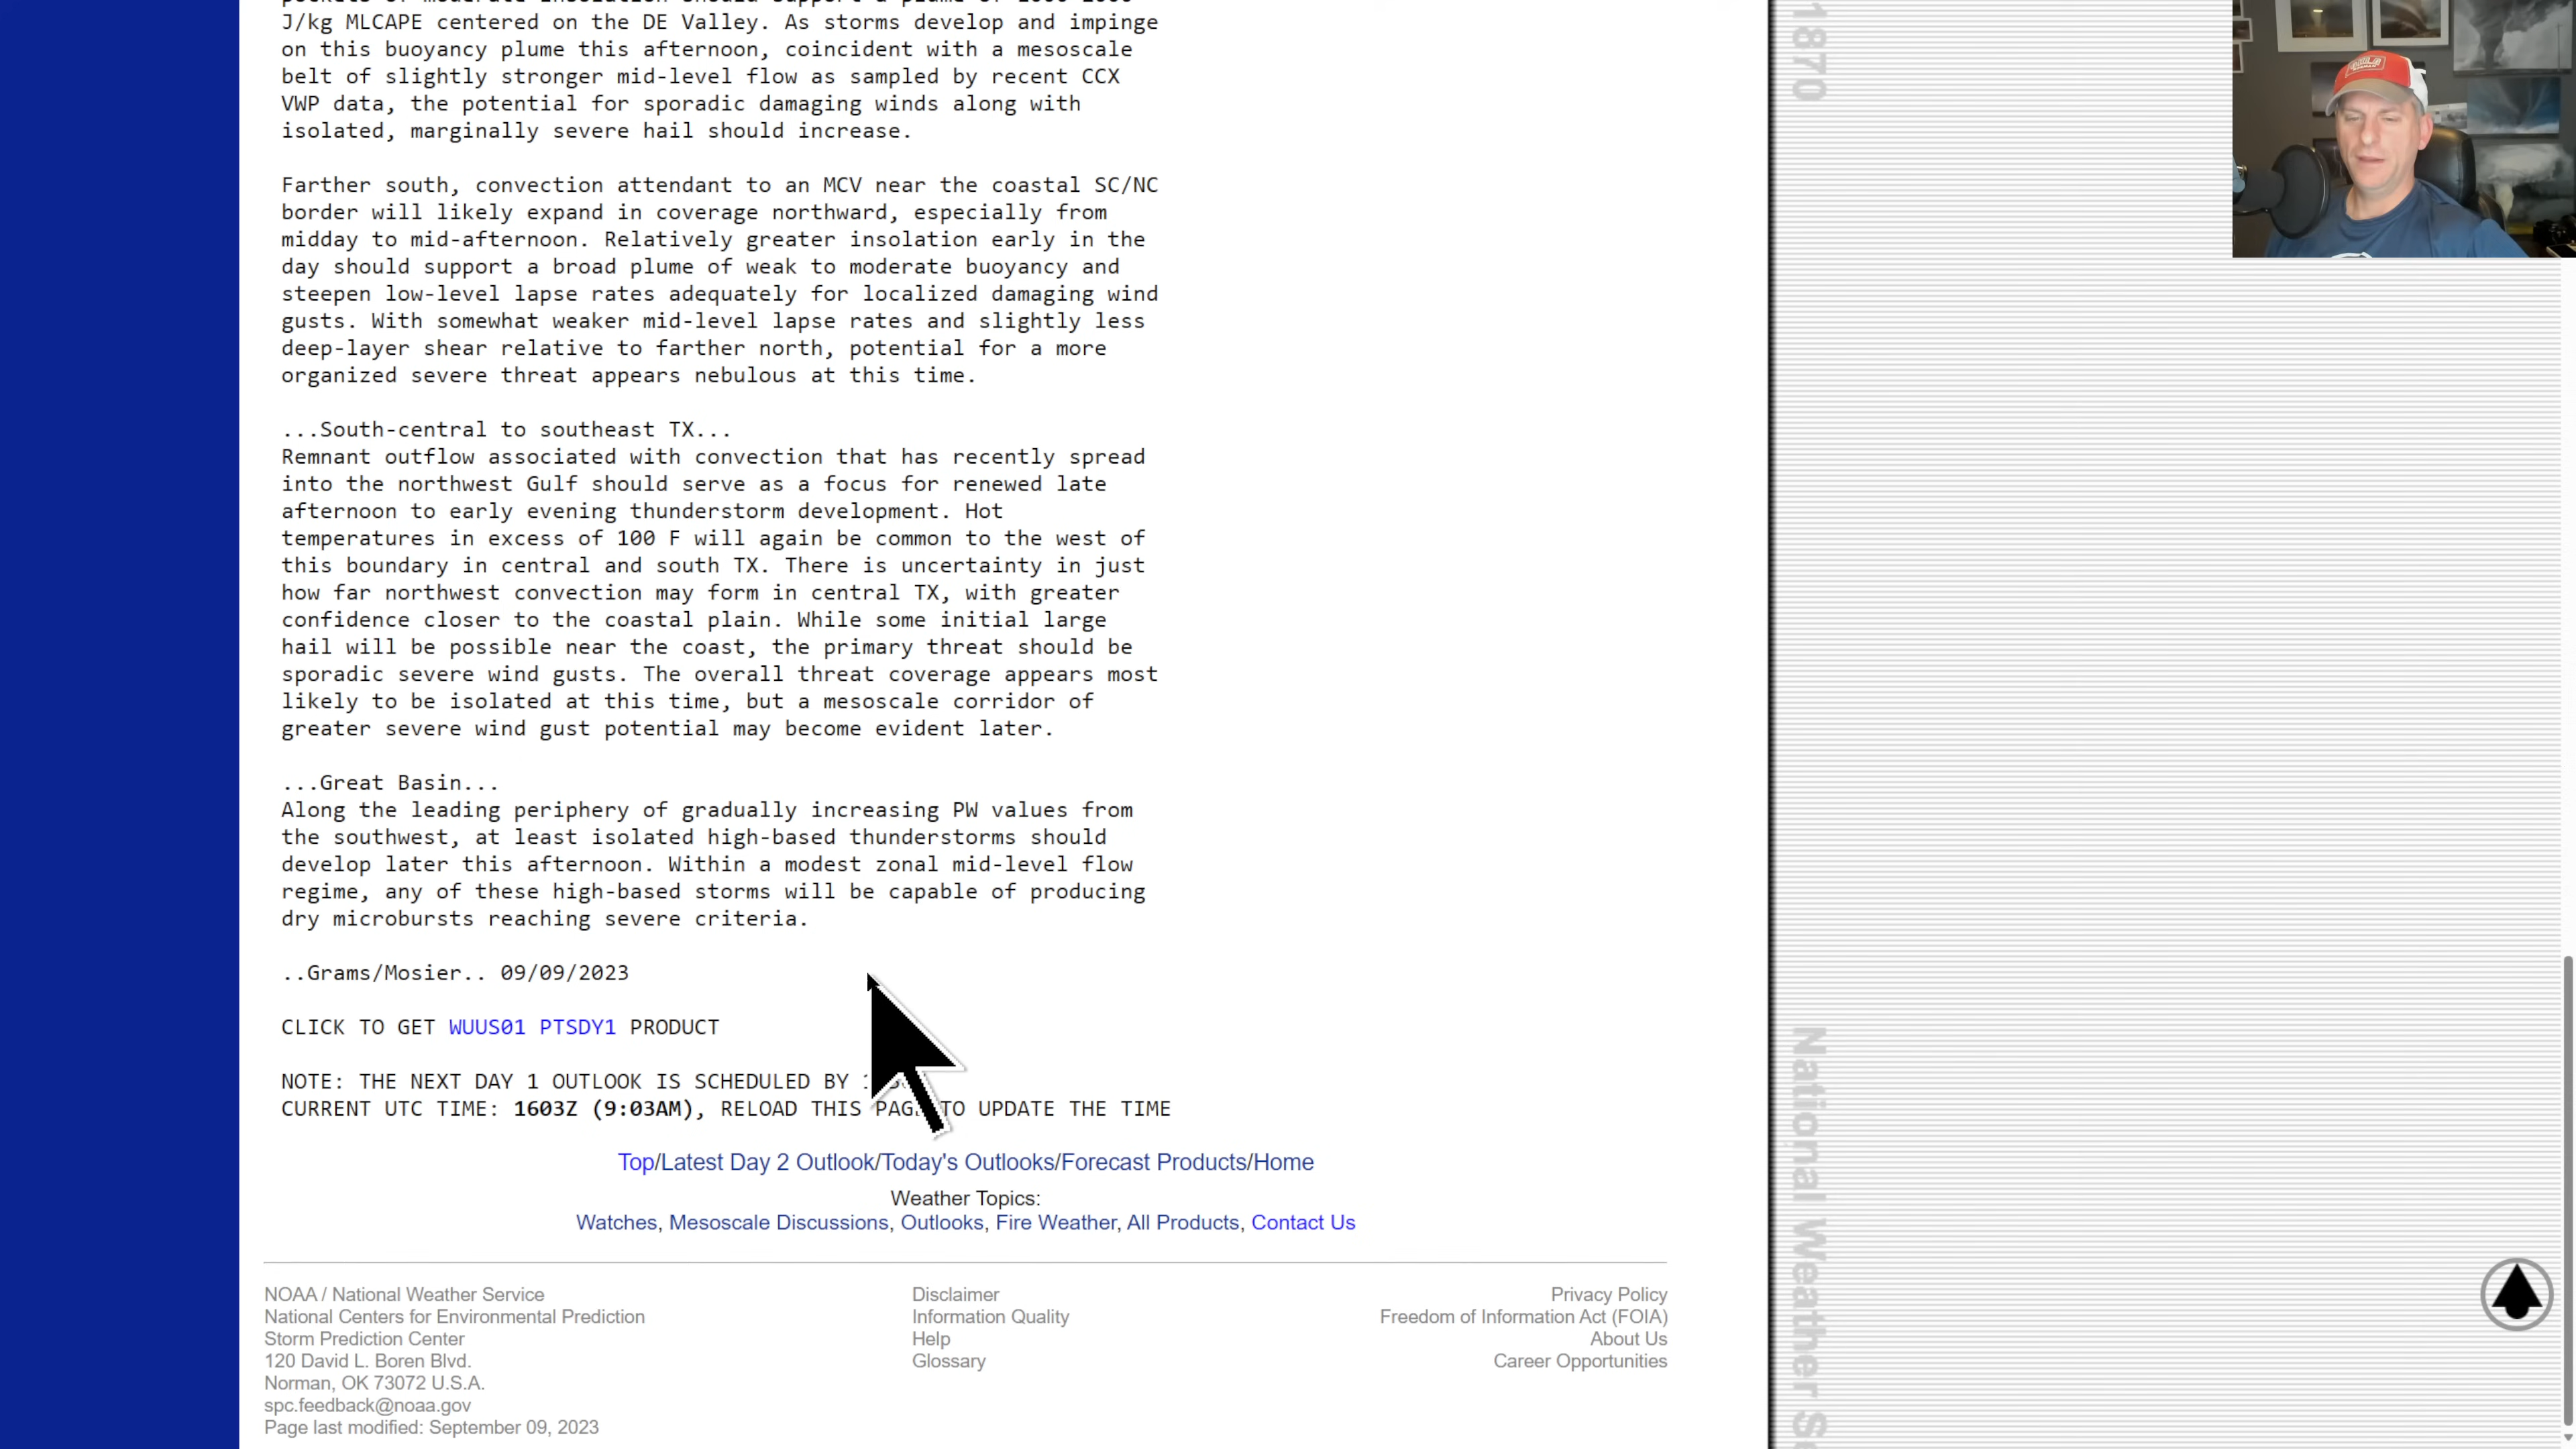 J/kg MLCAPE centered on the DE Valley. As storms develop and impinge
on this buoyancy plume this afternoon, coincident with a mesoscale
belt of slightly stronger mid-level flow as sampled by recent CCX
VWP data, the potential for sporadic damaging winds along with
isolated, marginally severe hail should increase.
Farther south, convection attendant to an MCV near the coastal SC/NC
border will likely expand in coverage northward, especially from
midday to mid-afternoon. Relatively greater insolation early in the
day should support a broad plume of weak to moderate buoyancy and
steepen low-level lapse rates adequately for localized damaging wind
gusts. With somewhat weaker mid-level lapse rates and slightly less
deep-layer shear relative to farther north, potential for a more
organized severe threat appears nebulous at this time.
...South-central to southeast TX...
Remnant outflow associated with convection that has recently spread
into the northwest Gulf should serve as a focus for renewed late
afternoon to early evening thunderstorm development. Hot
temperatures in excess of 100 F will again be common to the west of
this boundary in central and south TX. There is uncertainty in just
how far northwest convection may form in central TX, with greater
confidence closer to the coastal plain. While some initial large
hail will be possible near the coast, the primary threat should be
sporadic severe wind gusts. The overall threat coverage appears most
likely to be isolated at this time, but a mesoscale corridor of
greater severe wind gust potential may become evident later.
...Great Basin...
Along the leading periphery of gradually increasing PW values from
the southwest, at least isolated high-based thunderstorms should
develop later this afternoon. Within a modest zonal mid-level flow
regime, any of these high-based storms will be capable of producing
dry microbursts reaching severe criteria.
..Grams/Mosier.. 09/09/2023
CLICK TO GET WUUS01 PTSDY1 PRODUCT
NOTE: THE NEXT DAY 1 OUTLOOK IS SCHEDULED BY
CURRENT UTC TIME: 1603Z (9:03AM), RELOAD THIS PAGE TO UPDATE THE TIME
Top/Latest Day 2 Outlook/Today's Outlooks/Forecast Products/Home
Weather Topics:
Watches, Mesoscale Discussions, Outlooks, Fire Weather, All Products, Contact Us
NOAA / National Weather Service
National Centers for Environmental Prediction
Storm Prediction Center
120 David L. Boren Blvd.
Norman, OK 73072 U.S.A.
spc.feedback@noaa.gov
Page last modified: September 09, 2023
Disclaimer
Information Quality
Help
Glossary
Privacy Policy
Freedom of Information Act (FOIA)
About Us
Career Opportunities
1870
National Weather